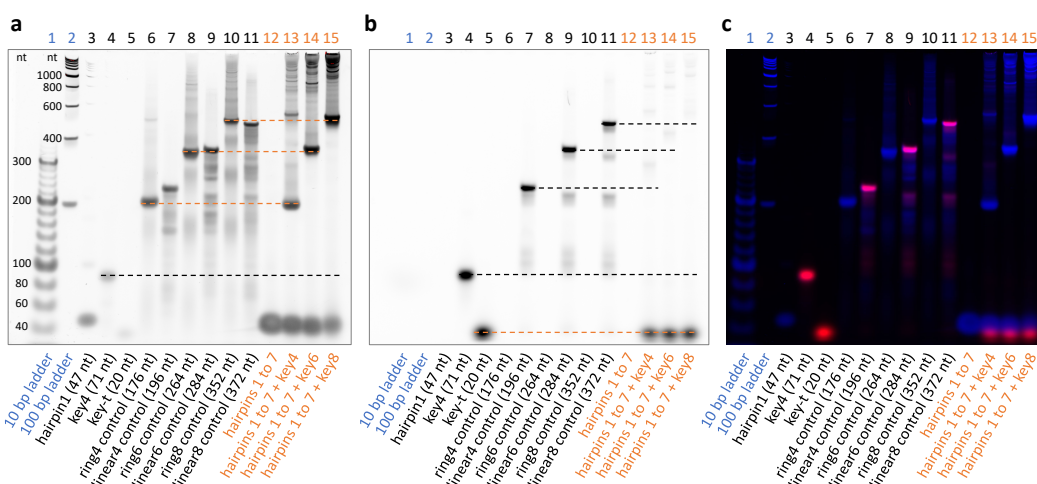 a
b
c
1 2 3 4 5 6 7 8 9 10 11 12 13 14 15
1 2 3 4 5 6 7 8 9 10 11 12 13 14 15
1 2 3 4 5 6 7 8 9 10 11 12 13 14 15
nt nt
1000
800
600
400
300
200
100
80
60
40
10 bp ladder
100 bp ladder
hairpin1 (47 nt)
key4 (71 nt)
key-t (20 nt)
ring4 control (176 nt)
linear4 control (196 nt)
ring6 control (264 nt)
linear6 control (284 nt)
ring8 control (352 nt)
linear8 control (372 nt)
hairpins 1 to 7
hairpins 1 to 7 + key4
hairpins 1 to 7 + key6
hairpins 1 to 7 + key8
10 bp ladder
100 bp ladder
hairpin1 (47 nt)
key4 (71 nt)
key-t (20 nt)
ring4 control (176 nt)
linear4 control (196 nt)
ring6 control (264 nt)
linear6 control (284 nt)
ring8 control (352 nt)
linear8 control (372 nt)
hairpins 1 to 7
hairpins 1 to 7 + key4
hairpins 1 to 7 + key6
hairpins 1 to 7 + key8
10 bp ladder
100 bp ladder
hairpin1 (47 nt)
key4 (71 nt)
key-t (20 nt)
ring4 control (176 nt)
linear4 control (196 nt)
ring6 control (264 nt)
linear6 control (284 nt)
ring8 control (352 nt)
linear8 control (372 nt)
hairpins 1 to 7
hairpins 1 to 7 + key4
hairpins 1 to 7 + key6
hairpins 1 to 7 + key8